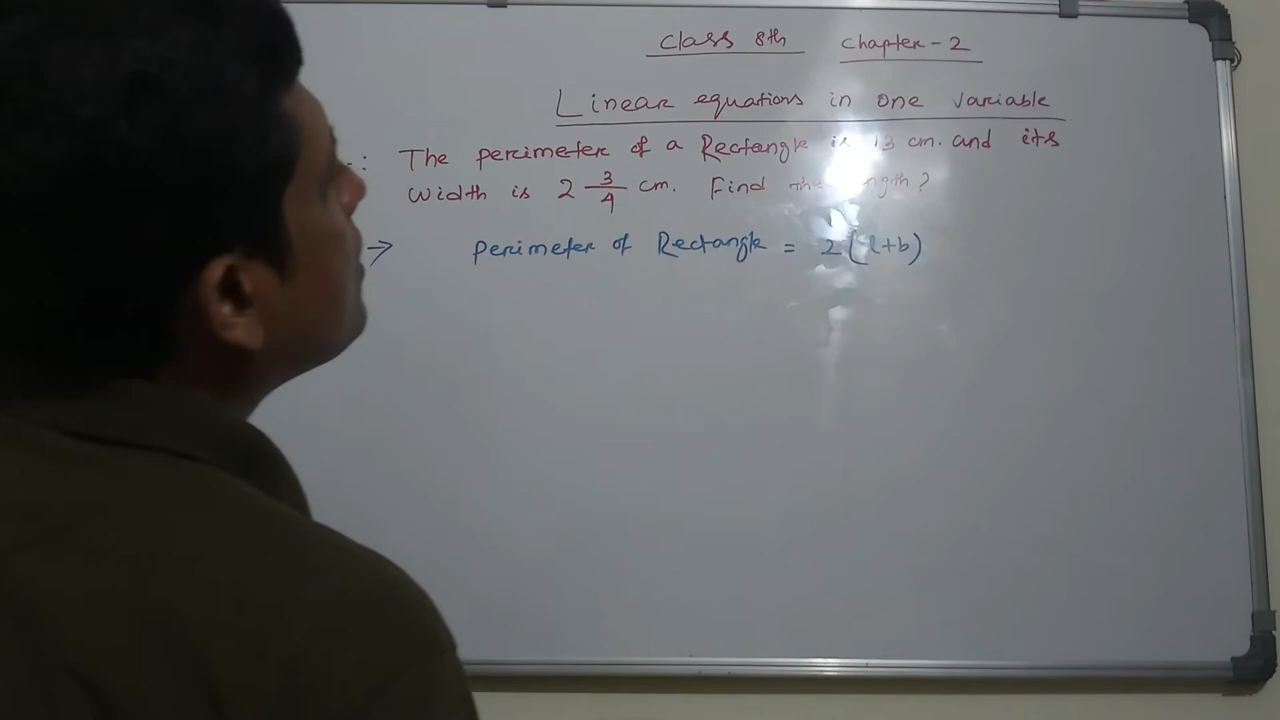 Class 8th Chapter - 2
Linear equations in one variable
The perimeter of a Rectangle is 13 cm. and its
width is 2 3/4 cm. Find the length?
→ perimeter of Rectangle = 2(l+b)